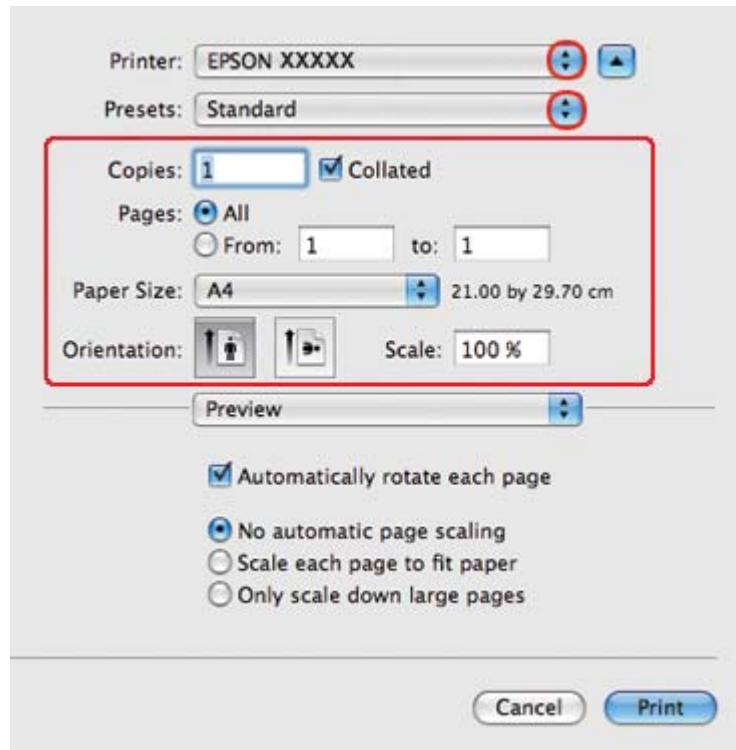 Printer: EPSON XXXXX
Presets: Standard
Copies: 1 Collated
Pages: All
From: 1 to: 1
Paper Size: A4 21.00 by 29.70 cm
Orientation: Scale: 100 %
Preview
Automatically rotate each page
No automatic page scaling
Scale each page to fit paper
Only scale down large pages
Cancel Print